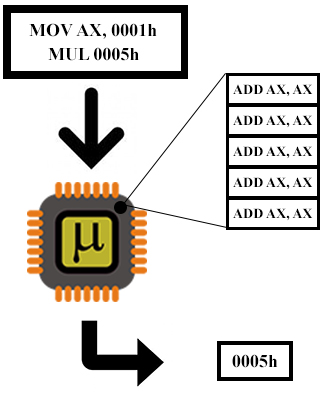 MOV AX, 0001h
MUL 0005h
ADD AX, AX
ADD AX, AX
ADD AX, AX
ADD AX, AX
ADD AX, AX
µ
0005h